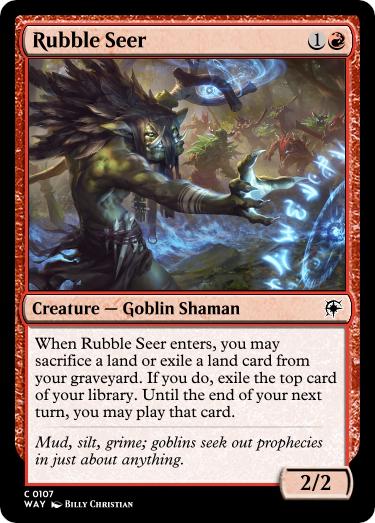 Rubble Seer 1
Creature — Goblin Shaman
When Rubble Seer enters, you may
sacrifice a land or exile a land card from
your graveyard. If you do, exile the top card
of your library. Until the end of your next
turn, you may play that card.
Mud, silt, grime; goblins seek out prophecies
in just about anything.
2/2
C 0107
WAY Billy Christian